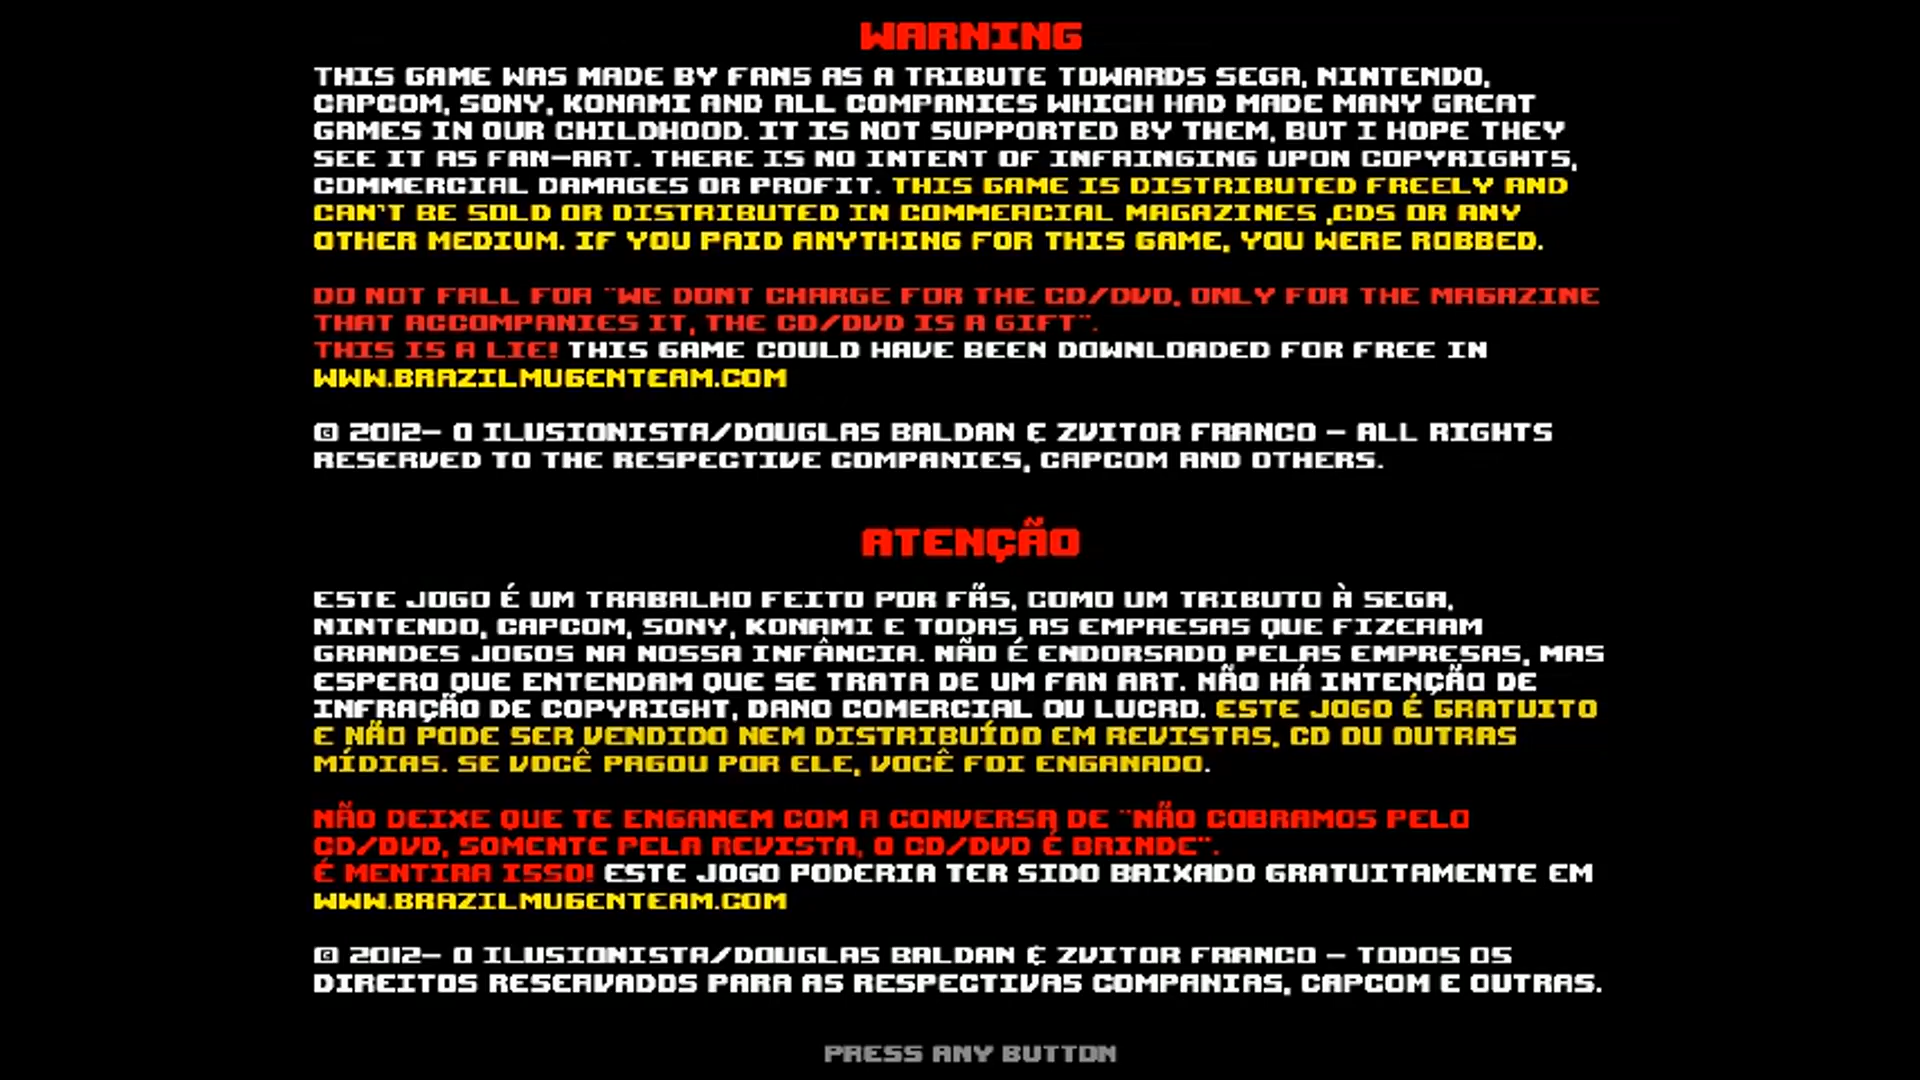 WARNING
THIS GAME WAS MADE BY FANS AS A TRIBUTE TOWARDS SEGA, NINTENDO,
CAPCOM, SONY, KONAMI AND ALL COMPANIES WHICH HAD MADE MANY GREAT
GAMES IN OUR CHILDHOOD. IT IS NOT SUPPORTED BY THEM, BUT I HOPE THEY
SEE IT AS FAN-ART. THERE IS NO INTENT OF INFRINGING UPON COPYRIGHTS,
COMMERCIAL DAMAGES OR PROFIT. THIS GAME IS DISTRIBUTED FREELY AND
CAN'T BE SOLD OR DISTRIBUTED IN COMMERCIAL MAGAZINES ,CDS OR ANY
OTHER MEDIUM. IF YOU PAID ANYTHING FOR THIS GAME, YOU WERE ROBBED.
DO NOT FALL FOR "WE DONT CHARGE FOR THE CD/DVD, ONLY FOR THE MAGAZINE
THAT ACCOMPANIES IT, THE CD/DVD IS A GIFT".
THIS IS A LIE! THIS GAME COULD HAVE BEEN DOWNLOADED FOR FREE IN
WWW.BRAZILMUGENTEAM.COM
© 2012- O ILUSIONISTA/DOUGLAS BALDAN & ZVITOR FRANCO - ALL RIGHTS
RESERVED TO THE RESPECTIVE COMPANIES, CAPCOM AND OTHERS.
ATENÇÃO
ESTE JOGO É UM TRABALHO FEITO POR FÃS, COMO UM TRIBUTO À SEGA,
NINTENDO, CAPCOM, SONY, KONAMI E TODAS AS EMPRESAS QUE FIZERAM
GRANDES JOGOS NA NOSSA INFÂNCIA. NÃO É ENDORSADO PELAS EMPRESAS, MAS
ESPERO QUE ENTENDAM QUE SE TRATA DE UM FAN ART. NÃO HÁ INTENÇÃO DE
INFRAÇÃO DE COPYRIGHT, DANO COMERCIAL OU LUCRO. ESTE JOGO É GRATUITO
E NÃO PODE SER VENDIDO NEM DISTRIBUÍDO EM REVISTAS, CD OU OUTRAS
MÍDIAS. SE VOCÊ PAGOU POR ELE, VOCÊ FOI ENGANADO.
NÃO DEIXE QUE TE ENGANEM COM A CONVERSA DE "NÃO COBRAMOS PELO
CD/DVD, SOMENTE PELA REVISTA, O CD/DVD É BRINDE".
É MENTIRA ISSO! ESTE JOGO PODERIA TER SIDO BAIXADO GRATUITAMENTE EM
WWW.BRAZILMUGENTEAM.COM
© 2012- O ILUSIONISTA/DOUGLAS BALDAN & ZVITOR FRANCO - TODOS OS
DIREITOS RESERVADOS PARA AS RESPECTIVAS COMPANIAS, CAPCOM E OUTRAS.
PRESS ANY BUTTON